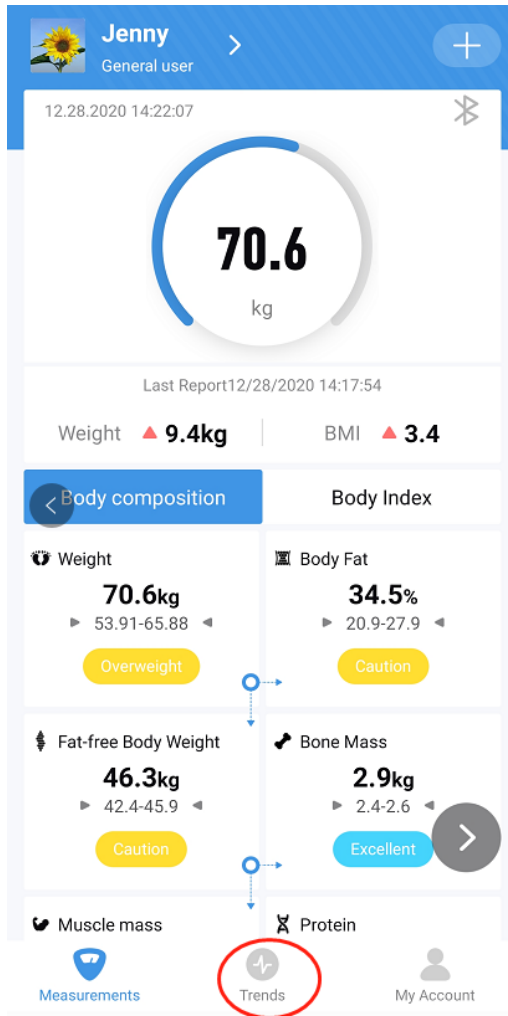 Jenny
General user
12.28.2020 14:22:07
70.6
kg
Last Report12/28/2020 14:17:54
Weight 9.4kg BMI 3.4
Body composition Body Index
Weight Body Fat
70.6kg 34.5%
53.91-65.88 20.9-27.9
Overweight Caution
Fat-free Body Weight Bone Mass
46.3kg 2.9kg
42.4-45.9 2.4-2.6
Caution Excellent
Muscle mass Protein
Measurements Trends My Account